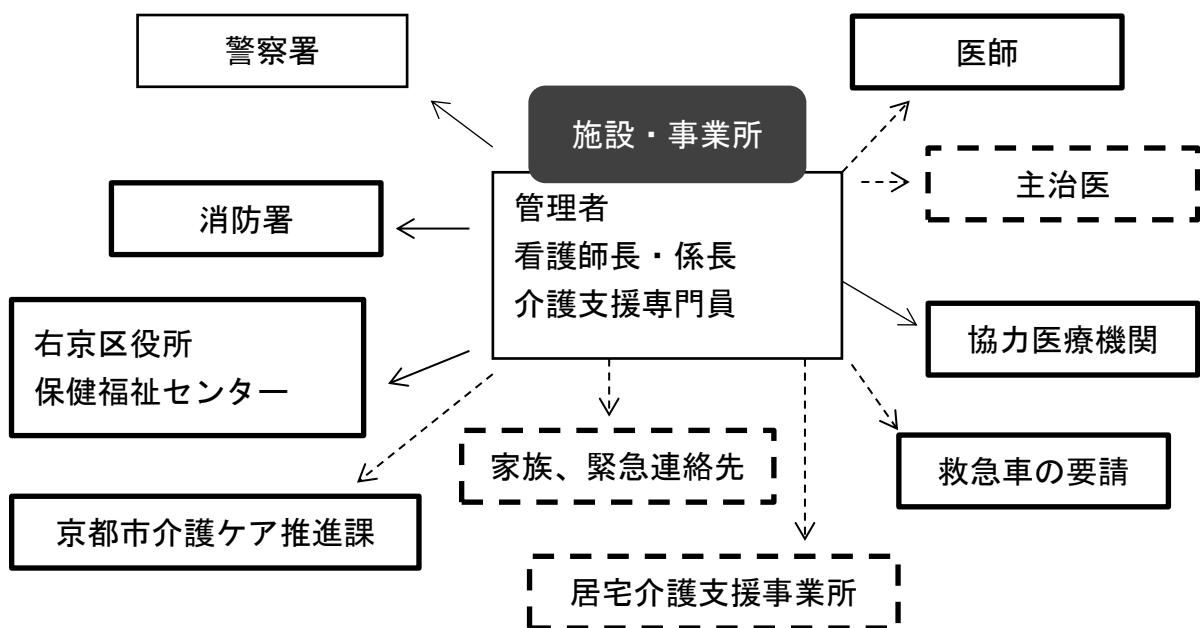 警察署
医師
施設・事業所
主治医
消防署
管理者
看護師長・係長
介護支援専門員
右京区役所
保健福祉センター
協力医療機関
家族、緊急連絡先
救急車の要請
京都市介護ケア推進課
居宅介護支援事業所